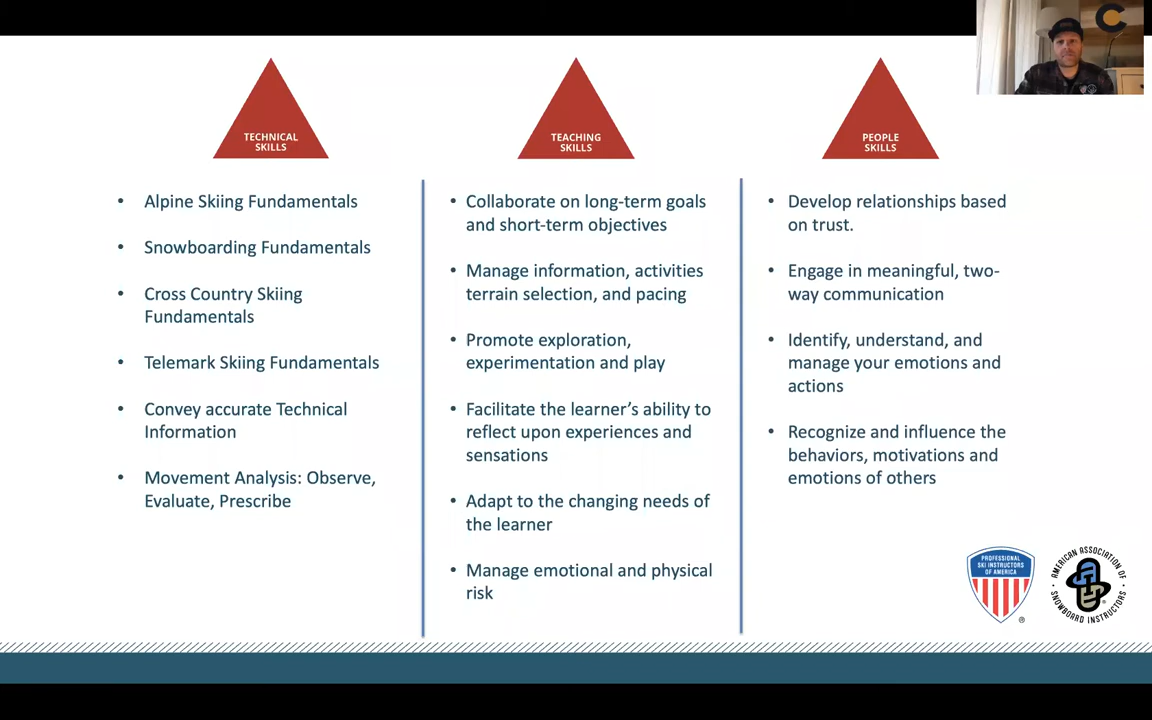 TECHNICAL
SKILLS
• Alpine Skiing Fundamentals
• Snowboarding Fundamentals
• Cross Country Skiing
Fundamentals
• Telemark Skiing Fundamentals
• Convey accurate Technical
Information
• Movement Analysis: Observe,
Evaluate, Prescribe
TEACHING
SKILLS
• Collaborate on long-term goals
and short-term objectives
• Manage information, activities
terrain selection, and pacing
• Promote exploration,
experimentation and play
• Facilitate the learner’s ability to
reflect upon experiences and
sensations
• Adapt to the changing needs of
the learner
• Manage emotional and physical
risk
PEOPLE
SKILLS
• Develop relationships based
on trust.
• Engage in meaningful, two-
way communication
• Identify, understand, and
manage your emotions and
actions
• Recognize and influence the
behaviors, motivations and
emotions of others
PROFESSIONAL
SKI INSTRUCTORS
OF AMERICA
®
AMERICAN ASSOCIATION OF
SNOWBOARD INSTRUCTORS
C